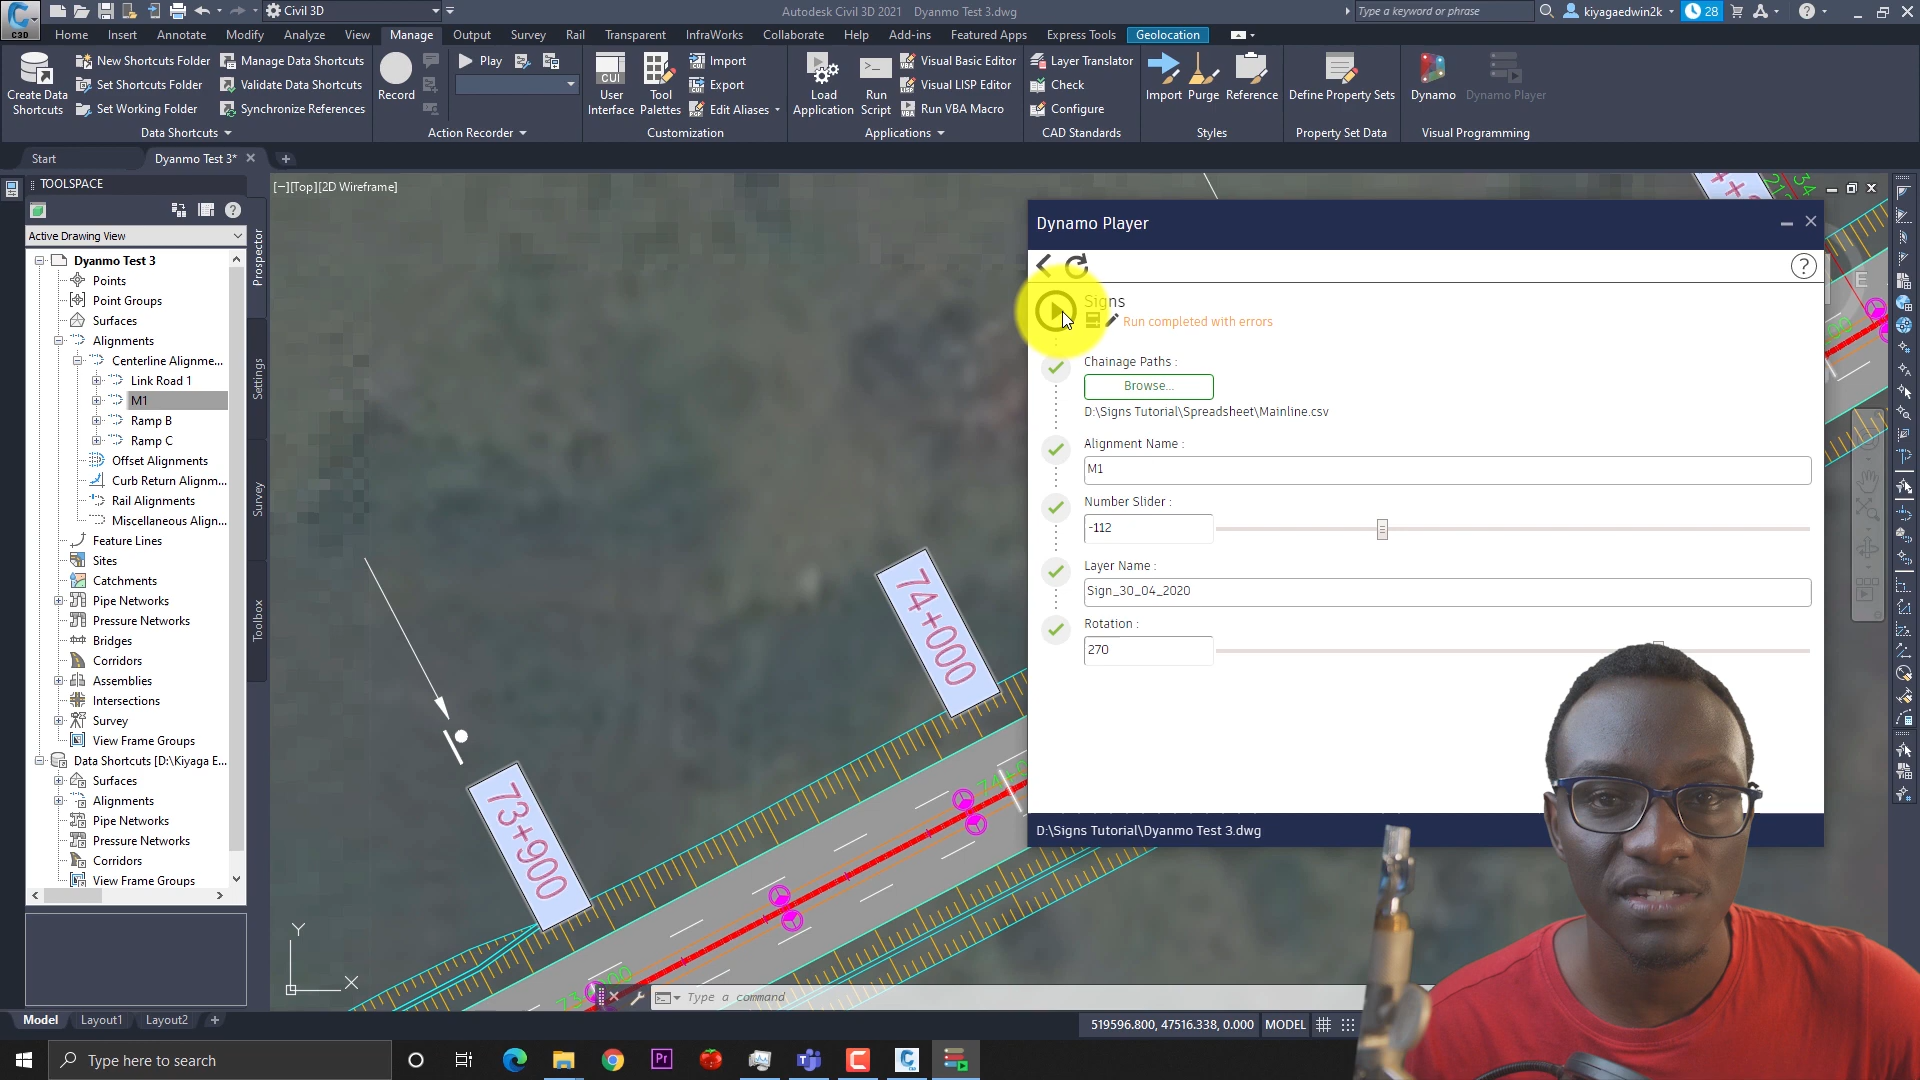 C3D
Civil 3D
Autodesk Civil 3D 2021 Dyanmo Test 3.dwg
Type a keyword or phrase
kiyagaedwin2k
28
Home Insert Annotate Modify Analyze View Manage Output Survey Rail Transparent InfraWorks Collaborate Help Add-ins Featured Apps Express Tools Geolocation
Create Data Shortcuts
New Shortcuts Folder
Set Shortcuts Folder
Set Working Folder
Manage Data Shortcuts
Validate Data Shortcuts
Synchronize References
Data Shortcuts
Record
Play
Action Recorder
CUI
User Interface
Tool Palettes
Import
Export
Edit Aliases
Customization
Load Application
Run Script
Visual Basic Editor
Visual LISP Editor
Run VBA Macro
Applications
Layer Translator
Check
Configure
CAD Standards
Import
Purge
Reference
Styles
Define Property Sets
Property Set Data
Dynamo
Dynamo Player
Visual Programming
Start
Dyanmo Test 3*
TOOLSPACE
Active Drawing View
Dyanmo Test 3
Points
Point Groups
Surfaces
Alignments
Centerline Alignme...
Link Road 1
M1
Ramp B
Ramp C
Offset Alignments
Curb Return Alignm...
Rail Alignments
Miscellaneous Align...
Feature Lines
Sites
Catchments
Pipe Networks
Pressure Networks
Bridges
Corridors
Assemblies
Intersections
Survey
View Frame Groups
Data Shortcuts [D:\Kiyaga E...
Surfaces
Alignments
Pipe Networks
Pressure Networks
Corridors
View Frame Groups
Prospector
Settings
Survey
Toolbox
[−][Top][2D Wireframe]
74+000
73+900
Y
X
E
Dynamo Player
Signs
Run completed with errors
Chainage Paths :
Browse...
D:\Signs Tutorial\Spreadsheet\Mainline.csv
Alignment Name :
M1
Number Slider :
-112
Layer Name :
Sign_30_04_2020
Rotation :
270
D:\Signs Tutorial\Dyanmo Test 3.dwg
Type a command
Model Layout1 Layout2
519596.800, 47516.338, 0.000 MODEL
Type here to search
Pr